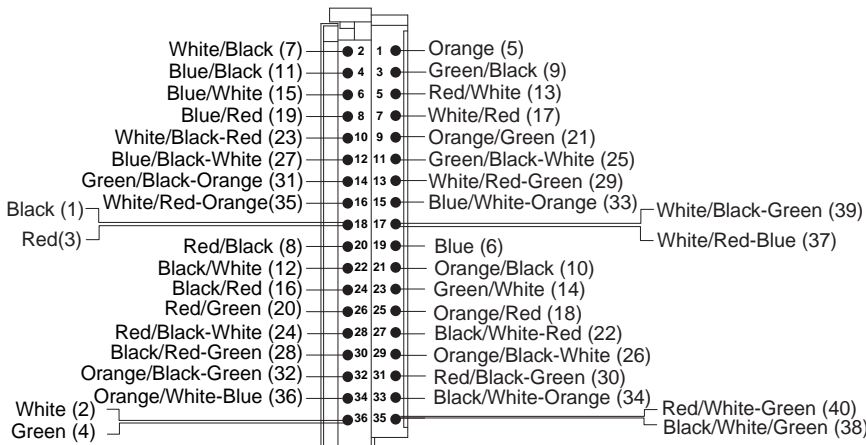 White/Black (7) 2 1 Orange (5)
Blue/Black (11) 4 3 Green/Black (9)
Blue/White (15) 6 5 Red/White (13)
Blue/Red (19) 8 7 White/Red (17)
White/Black-Red (23) 10 9 Orange/Green (21)
Blue/Black-White (27) 12 11 Green/Black-White (25)
Green/Black-Orange (31) 14 13 White/Red-Green (29)
White/Red-Orange(35) 16 15 Blue/White-Orange (33)
Black (1) 18 17 White/Black-Green (39)
Red(3) White/Red-Blue (37)
Red/Black (8) 20 19 Blue (6)
Black/White (12) 22 21 Orange/Black (10)
Black/Red (16) 24 23 Green/White (14)
Red/Green (20) 26 25 Orange/Red (18)
Red/Black-White (24) 28 27 Black/White-Red (22)
Black/Red-Green (28) 30 29 Orange/Black-White (26)
Orange/Black-Green (32) 32 31 Red/Black-Green (30)
Orange/White-Blue (36) 34 33 Black/White-Orange (34)
White (2) 36 35 Red/White-Green (40)
Green (4) Black/White/Green (38)